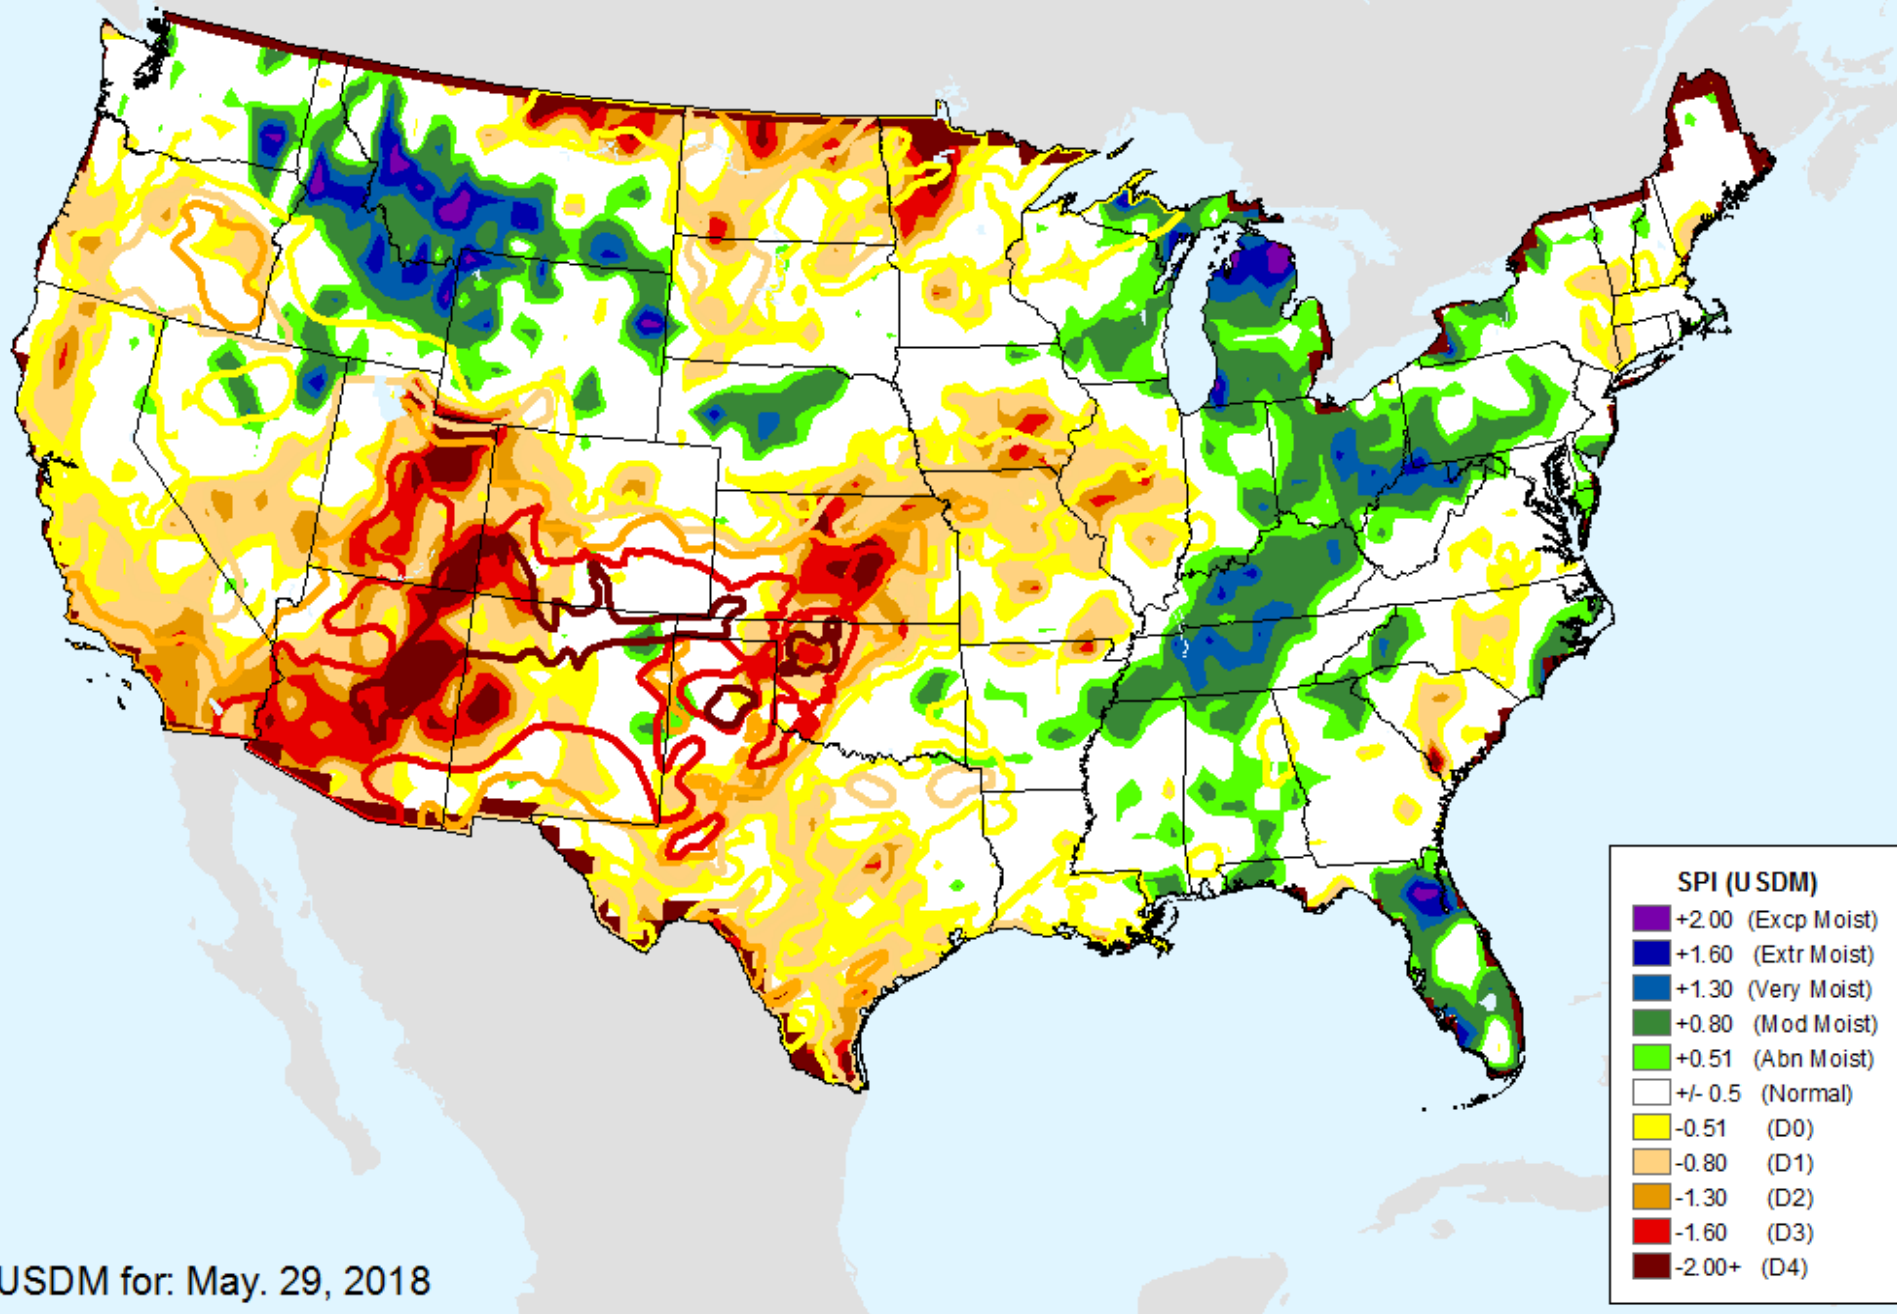 SPI (USDM)
+2.00 (Excp Moist)
+1.60 (Extr Moist)
+1.30 (Very Moist)
+0.80 (Mod Moist)
+0.51 (Abn Moist)
+/- 0.5 (Normal)
-0.51 (D0)
-0.80 (D1)
-1.30 (D2)
-1.60 (D3)
-2.00+ (D4)
USDM for: May. 29, 2018